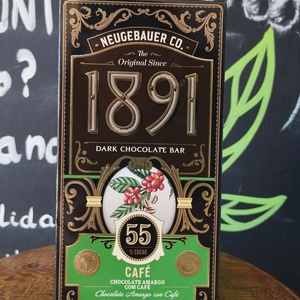 NEUGEBAUER CO.
The
Original Since
1891
DARK CHOCOLATE BAR
55
% CACAU
CAFÉ
CHOCOLATE AMARGO
COM CAFÉ
Chocolate Amargo con Café